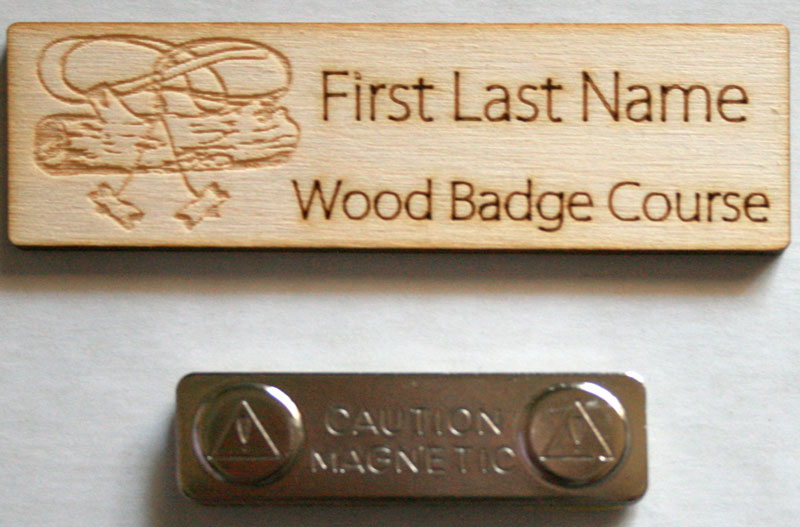 First Last Name
Wood Badge Course
CAUTION
MAGNETIC